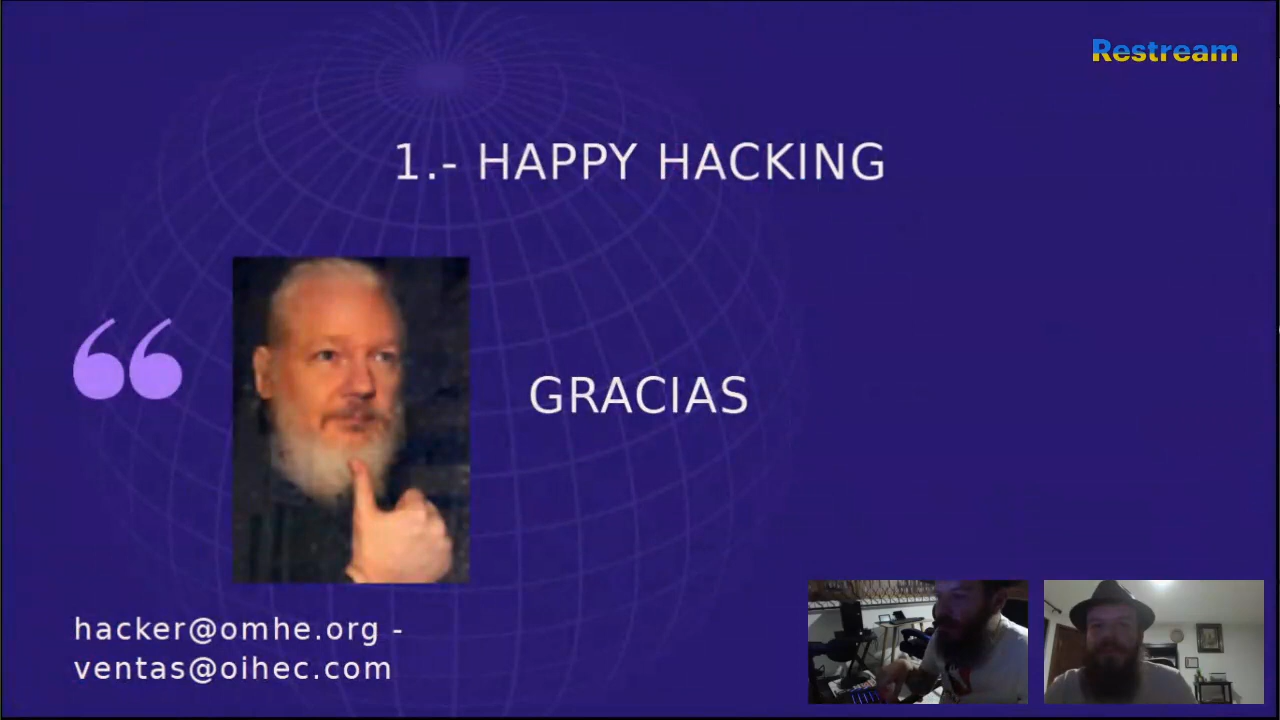 Restream
1.- HAPPY HACKING
“
GRACIAS
hacker@omhe.org -
ventas@oihec.com